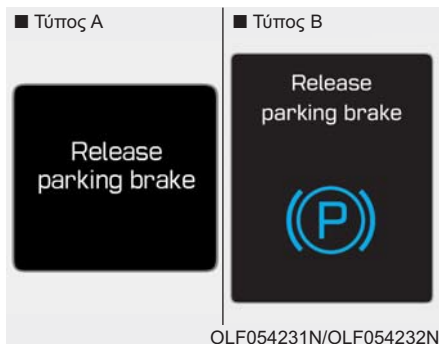 ■ Τύπος A
Release
parking brake
■ Τύπος B
Release
parking brake
P
OLF054231N/OLF054232N